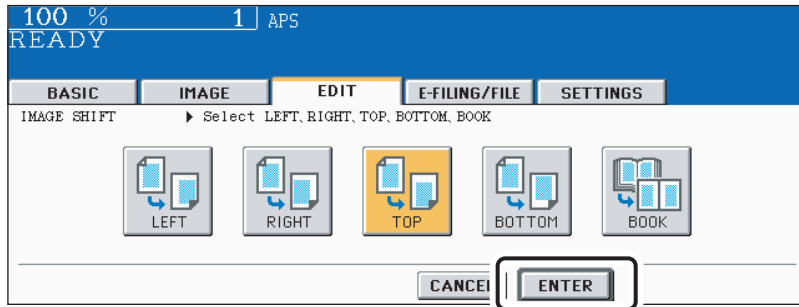 100 % 1 APS
READY
BASIC IMAGE EDIT E-FILING/FILE SETTINGS
IMAGE SHIFT ▶ Select LEFT, RIGHT, TOP, BOTTOM, BOOK
LEFT RIGHT TOP BOTTOM BOOK
CANCEL ENTER